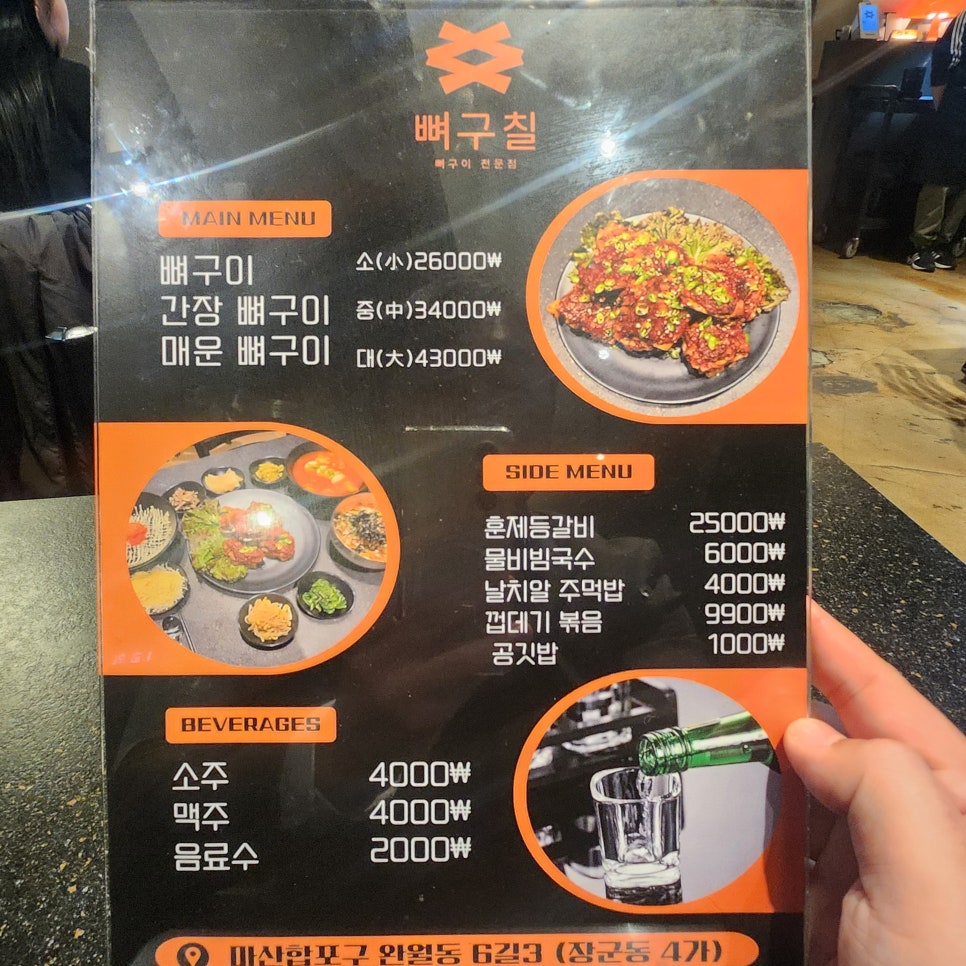 뼈구칠
뼈구이 전문점
MAIN MENU
뼈구이
간장 뼈구이
매운 뼈구이
소(小)26000₩
중(中)34000₩
대(大)43000₩
SIDE MENU
훈제등갈비 25000₩
물비빔국수 6000₩
날치알 주먹밥 4000₩
껍데기 볶음 9900₩
공깃밥 1000₩
BEVERAGES
소주 4000₩
맥주 4000₩
음료수 2000₩
마산합포구 완월동 6길3 (장군동 4가)